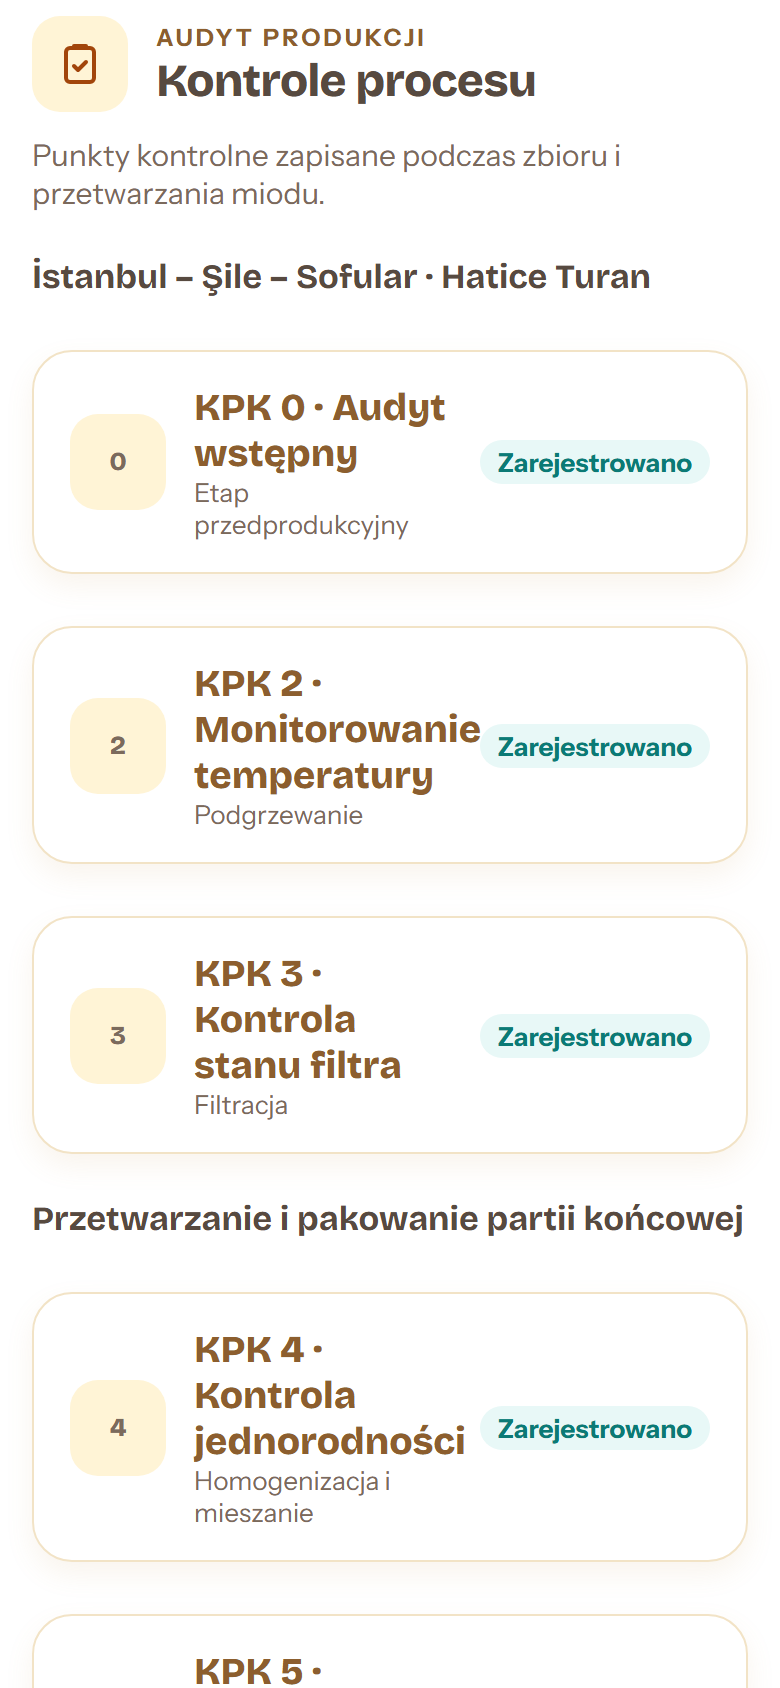 AUDYT PRODUKCJI
Kontrole procesu
Punkty kontrolne zapisane podczas zbioru i
przetwarzania miodu.
İstanbul – Şile – Sofular · Hatice Turan
0
KPK 0 · Audyt
wstępny
Etap
przedprodukcyjny
Zarejestrowano
2
KPK 2 ·
Monitorowanie
temperatury
Podgrzewanie
Zarejestrowano
3
KPK 3 ·
Kontrola
stanu filtra
Filtracja
Zarejestrowano
Przetwarzanie i pakowanie partii końcowej
4
KPK 4 ·
Kontrola
jednorodności
Homogenizacja i
mieszanie
Zarejestrowano
KPK 5 ·